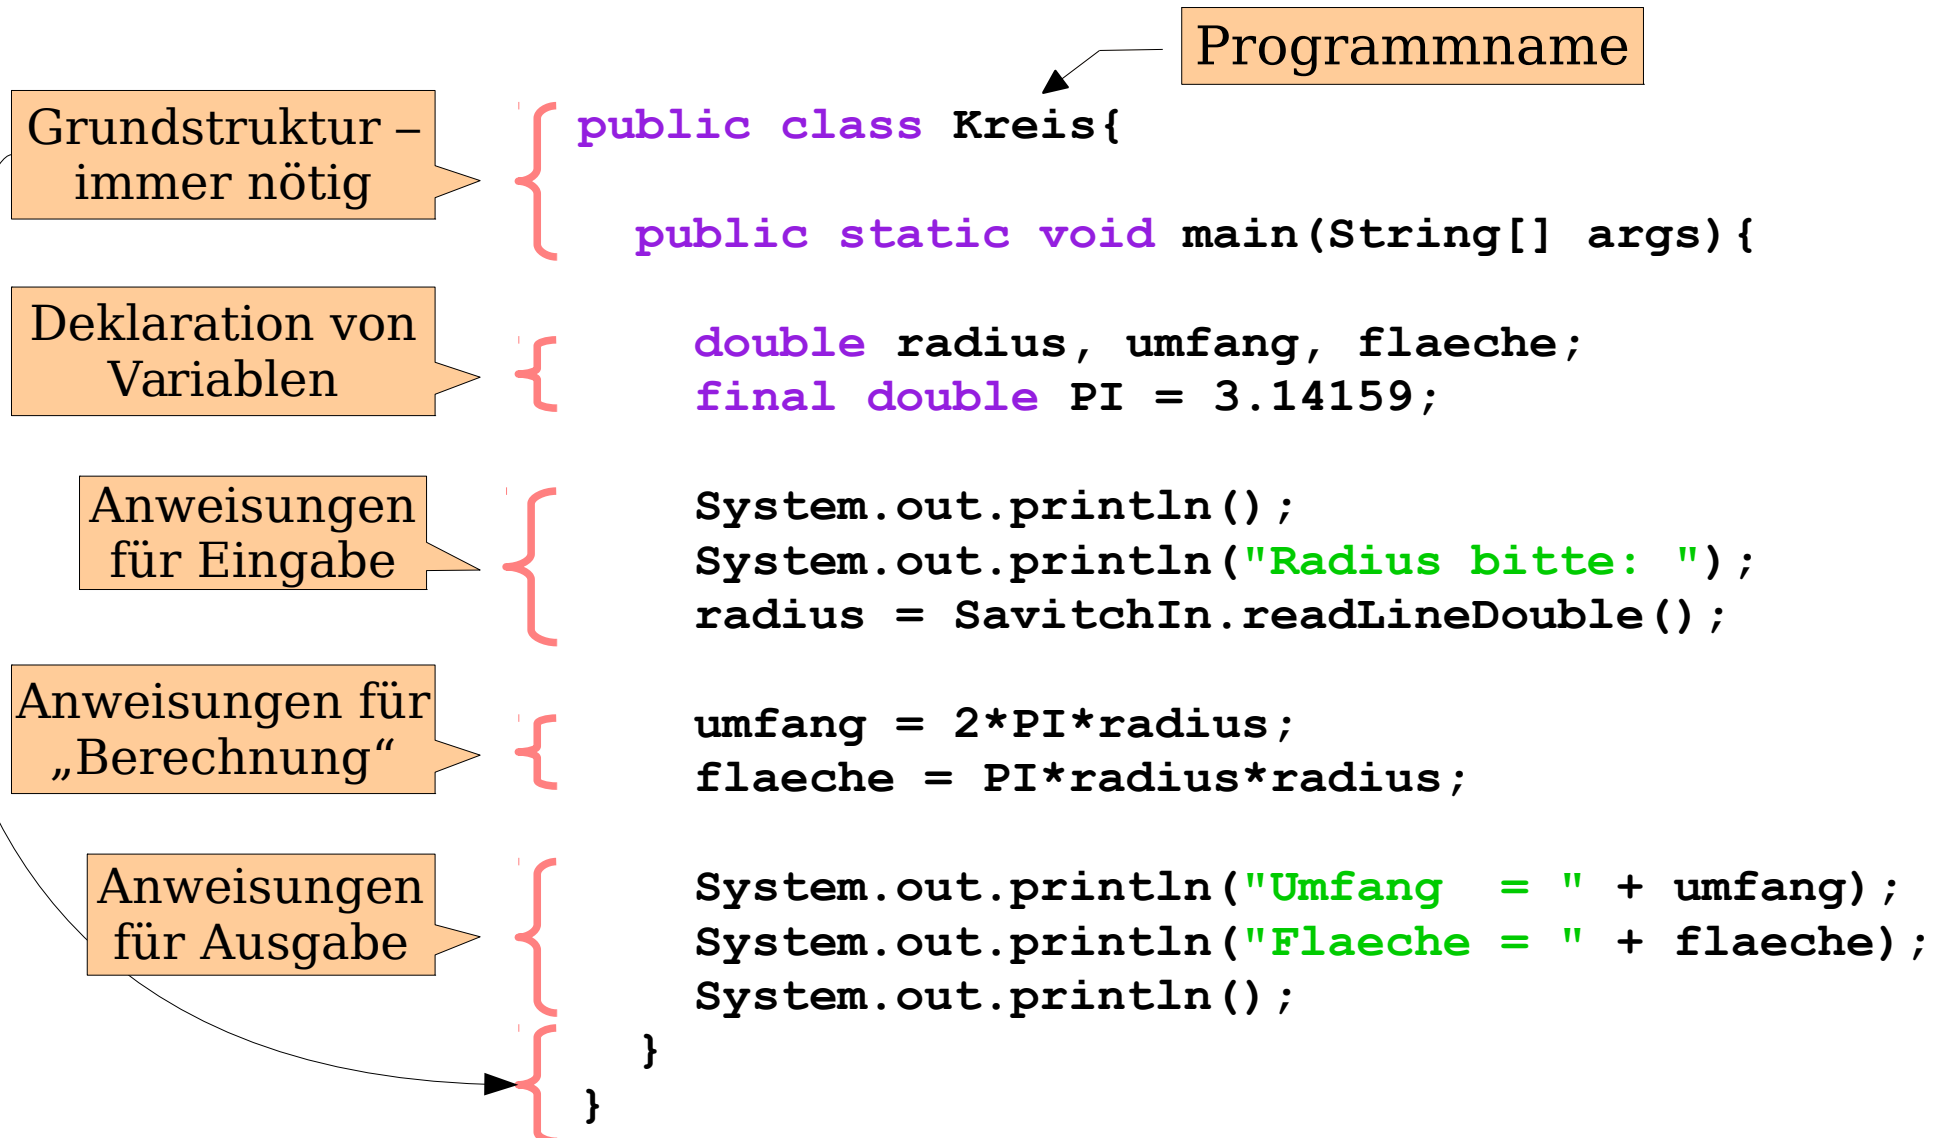 Programmname
Grundstruktur –
immer nötig
public class Kreis{
public static void main(String[] args){
Deklaration von
Variablen
double radius, umfang, flaeche;
final double PI = 3.14159;
Anweisungen
für Eingabe
System.out.println();
System.out.println("Radius bitte: ");
radius = SavitchIn.readLineDouble();
Anweisungen für
„Berechnung“
umfang = 2*PI*radius;
flaeche = PI*radius*radius;
Anweisungen
für Ausgabe
System.out.println("Umfang  = " + umfang);
System.out.println("Flaeche = " + flaeche);
System.out.println();
}
}